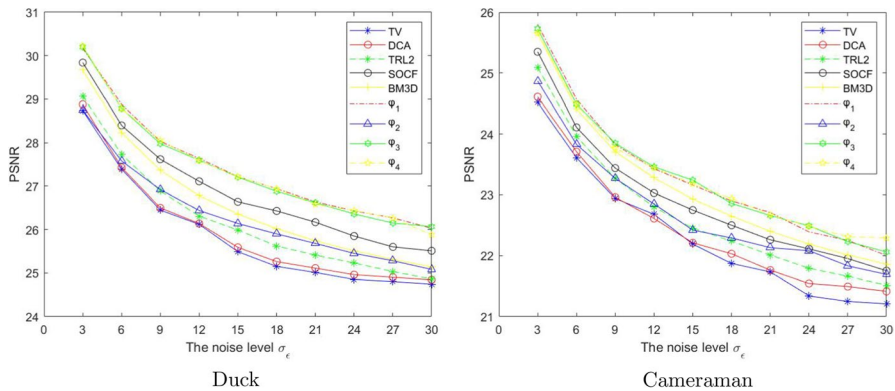 31
30
29
28
27
26
25
24
PSNR
0 3 6 9 12 15 18 21 24 27 30
The noise level σϵ
TV
DCA
TRL2
SOCF
BM3D
φ1
φ2
φ3
φ4
Duck
26
25
24
23
22
21
PSNR
0 3 6 9 12 15 18 21 24 27 30
The noise level σϵ
TV
DCA
TRL2
SOCF
BM3D
φ1
φ2
φ3
φ4
Cameraman